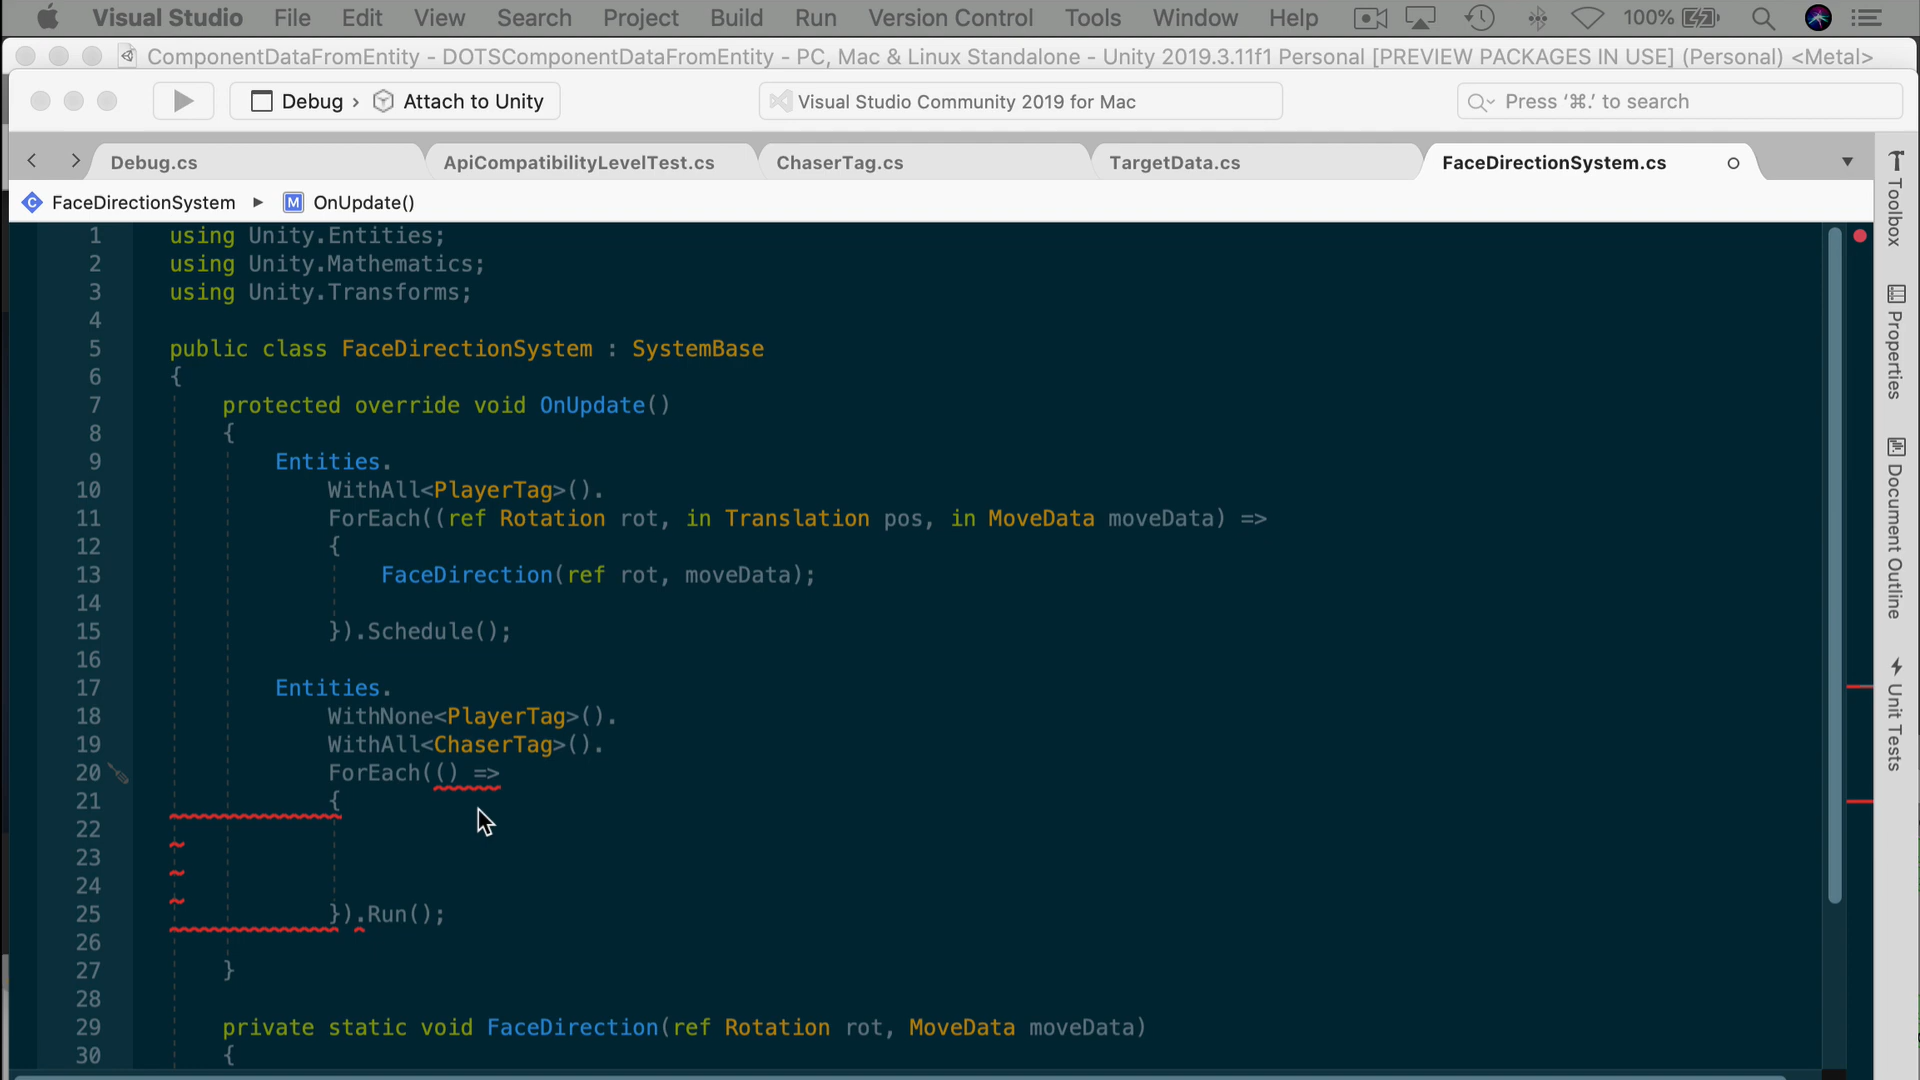 Visual Studio File Edit View Search Project Build Run Version Control Tools Window Help 100%
ComponentDataFromEntity - DOTSComponentDataFromEntity - PC, Mac & Linux Standalone - Unity 2019.3.11f1 Personal [PREVIEW PACKAGES IN USE] (Personal) <Metal>
Debug › Attach to Unity Visual Studio Community 2019 for Mac Press ‘⌘.’ to search
Debug.cs ApiCompatibilityLevelTest.cs ChaserTag.cs TargetData.cs FaceDirectionSystem.cs
C FaceDirectionSystem M OnUpdate()
1 using Unity.Entities;
2 using Unity.Mathematics;
3 using Unity.Transforms;
4
5 public class FaceDirectionSystem : SystemBase
6 {
7 protected override void OnUpdate()
8 {
9 Entities.
10 WithAll<PlayerTag>().
11 ForEach((ref Rotation rot, in Translation pos, in MoveData moveData) =>
12 {
13 FaceDirection(ref rot, moveData);
14
15 }).Schedule();
16
17 Entities.
18 WithNone<PlayerTag>().
19 WithAll<ChaserTag>().
20 ForEach(() =>
21 {
22
23
24
25 }).Run();
26
27 }
28
29 private static void FaceDirection(ref Rotation rot, MoveData moveData)
30 {
Toolbox
Properties
Document Outline
Unit Tests